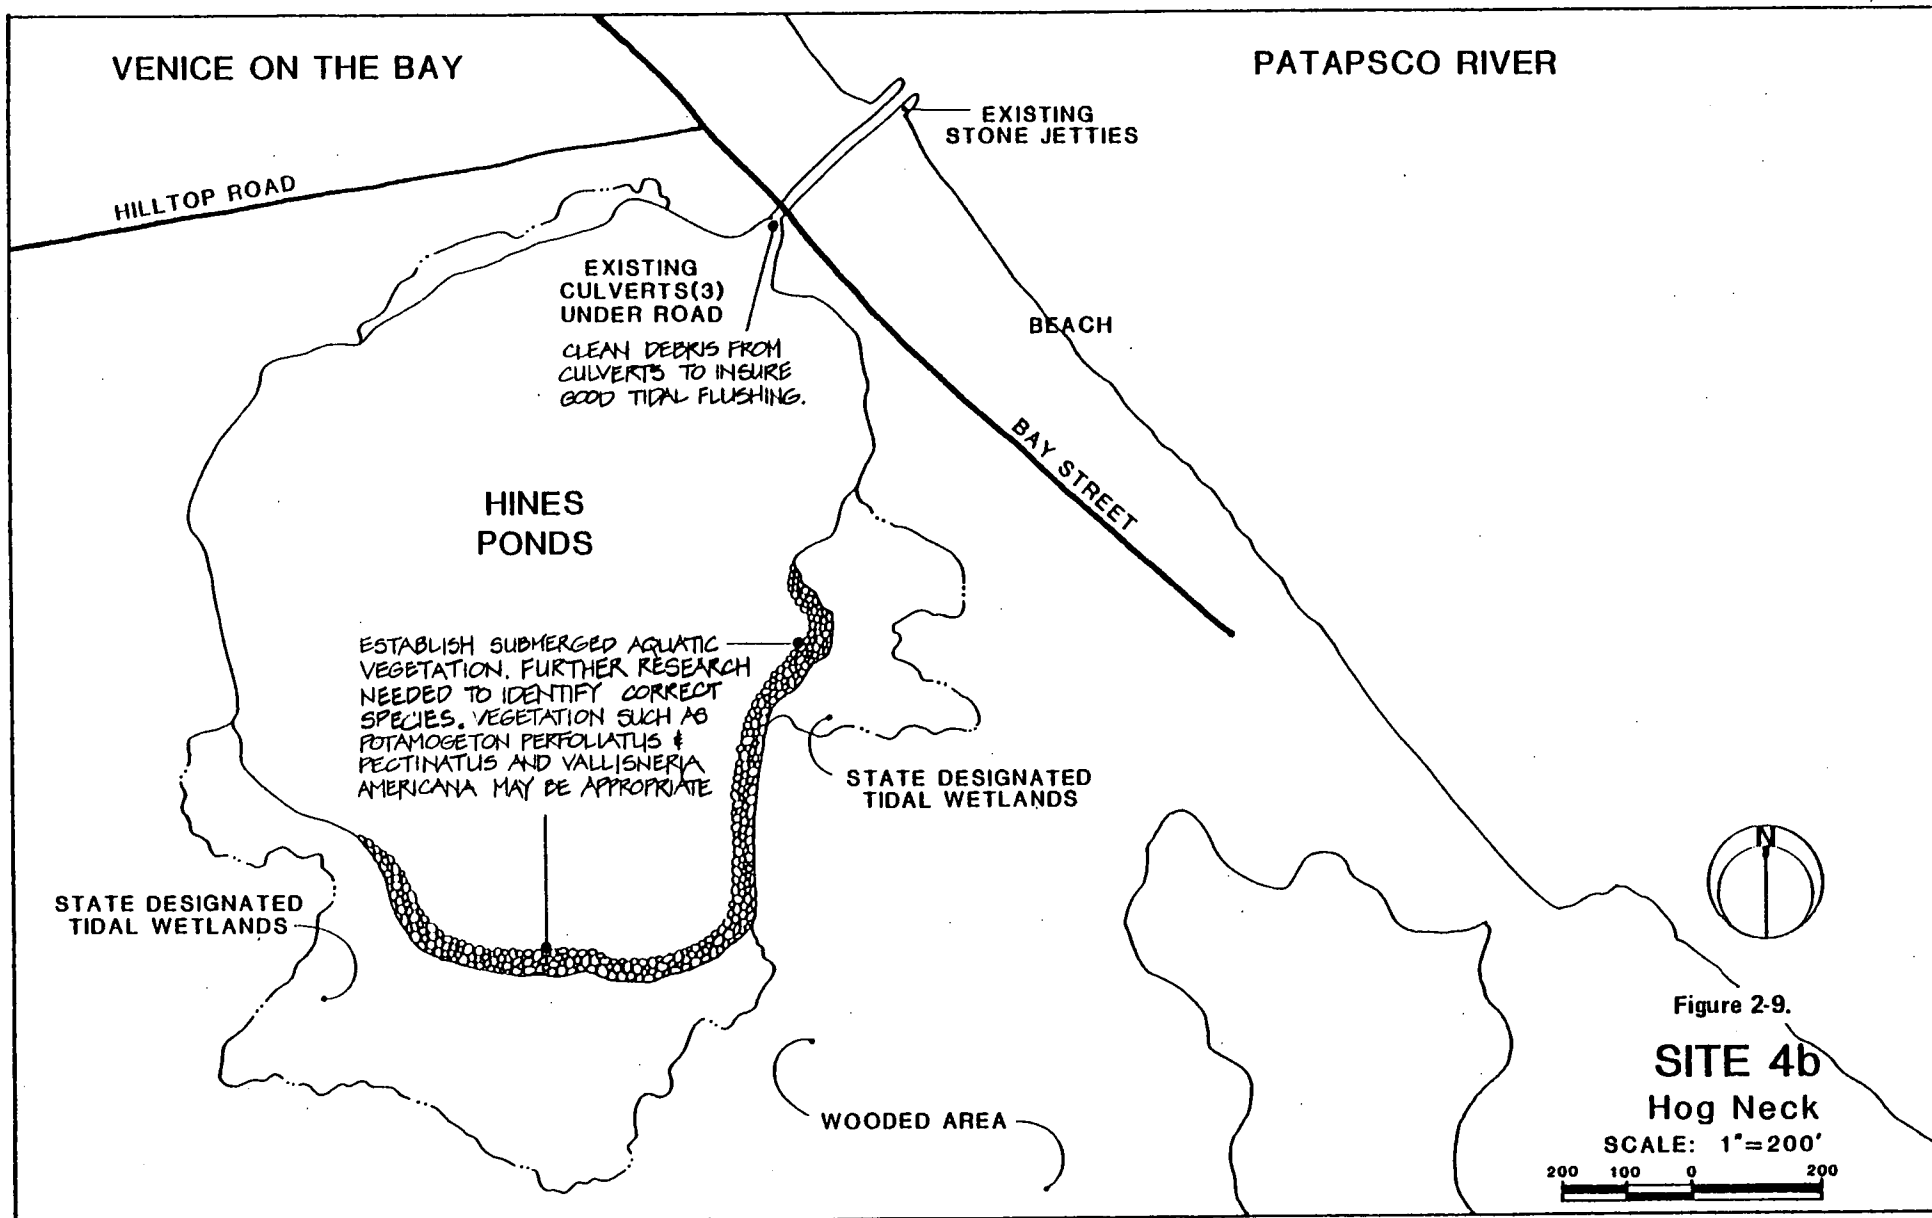 VENICE ON THE BAY
PATAPSCO RIVER
EXISTING
STONE JETTIES
HILLTOP ROAD
EXISTING
CULVERTS(3)
UNDER ROAD
CLEAN DEBRIS FROM
CULVERTS TO INSURE
GOOD TIDAL FLUSHING.
BEACH
BAY STREET
HINES
PONDS
ESTABLISH SUBMERGED AQUATIC
VEGETATION. FURTHER RESEARCH
NEEDED TO IDENTIFY CORRECT
SPECIES. VEGETATION SUCH AS
POTAMOGETON PERFOLIATUS &
PECTINATUS AND VALLISNERIA
AMERICANA MAY BE APPROPRIATE
STATE DESIGNATED
TIDAL WETLANDS
STATE DESIGNATED
TIDAL WETLANDS
WOODED AREA
N
Figure 2-9.
SITE 4b
Hog Neck
SCALE: 1"=200'
200 100 0 200